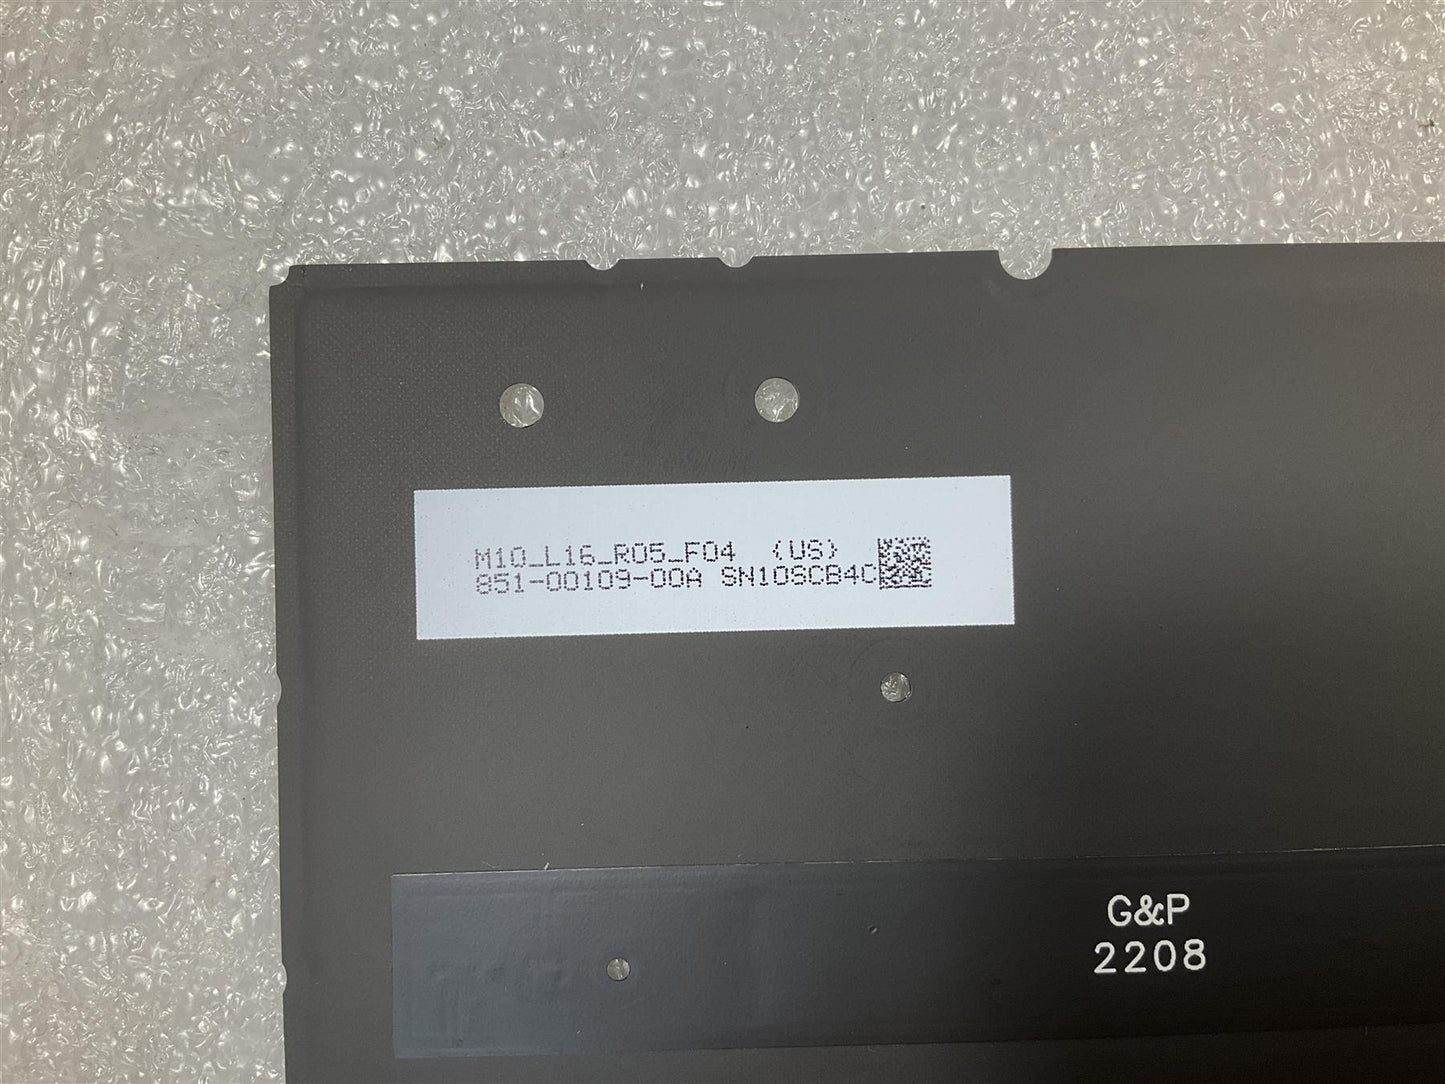 M10_L16_R05_F04 (US)
851-00109-00A SN10SCB4C
G&P
2208